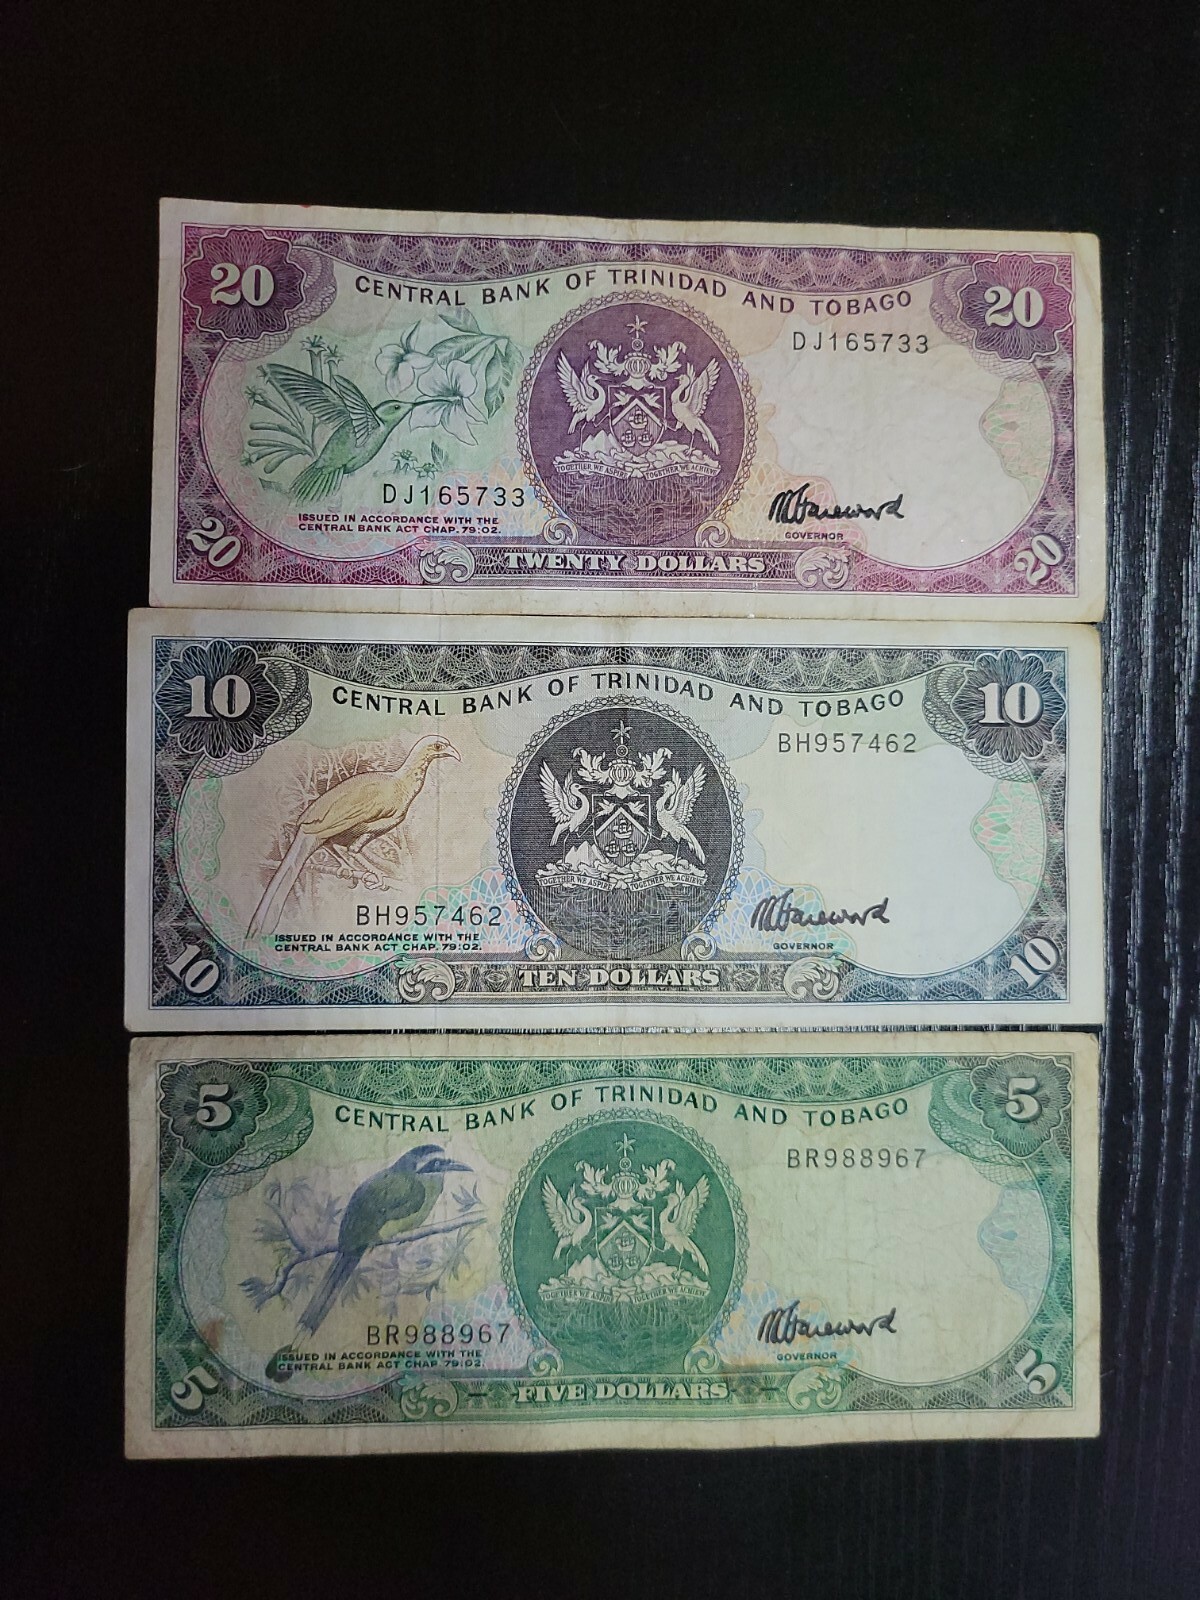 20
CENTRAL BANK OF TRINIDAD AND TOBAGO
20
DJ165733
TOGETHER WE ASPIRE TOGETHER WE ACHIEVE
DJ165733
ISSUED IN ACCORDANCE WITH THE
CENTRAL BANK ACT CHAP. 79:02.
GOVERNOR
20
TWENTY DOLLARS
20
10
CENTRAL BANK OF TRINIDAD AND TOBAGO
10
BH957462
TOGETHER WE ASPIRE TOGETHER WE ACHIEVE
BH957462
ISSUED IN ACCORDANCE WITH THE
CENTRAL BANK ACT CHAP. 79:02.
GOVERNOR
10
TEN DOLLARS
10
5
CENTRAL BANK OF TRINIDAD AND TOBAGO
5
BR988967
TOGETHER WE ASPIRE TOGETHER WE ACHIEVE
BR988967
ISSUED IN ACCORDANCE WITH THE
CENTRAL BANK ACT CHAP. 79:02.
GOVERNOR
5
FIVE DOLLARS
5